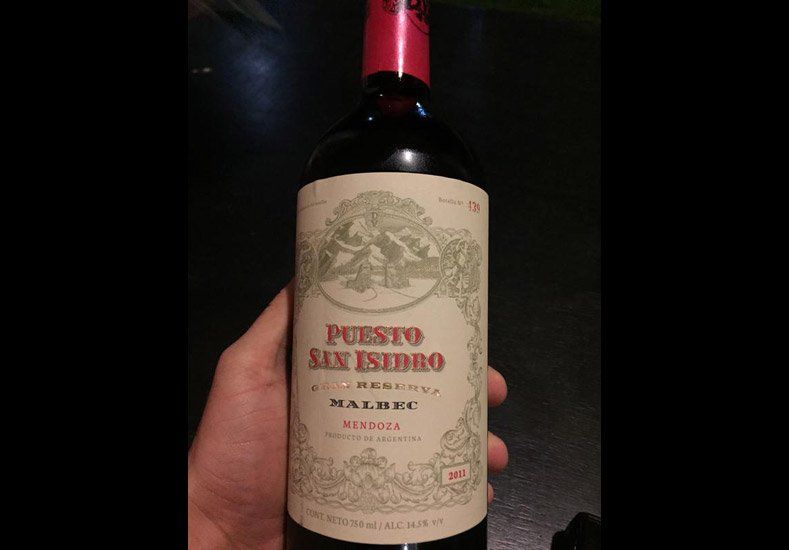 Botella N° 139
PUESTO
SAN ISIDRO
GRAN RESERVA
MALBEC
MENDOZA
PRODUCTO DE ARGENTINA
2011
CONT. NETO 750 ml / ALC. 14.5% v/v